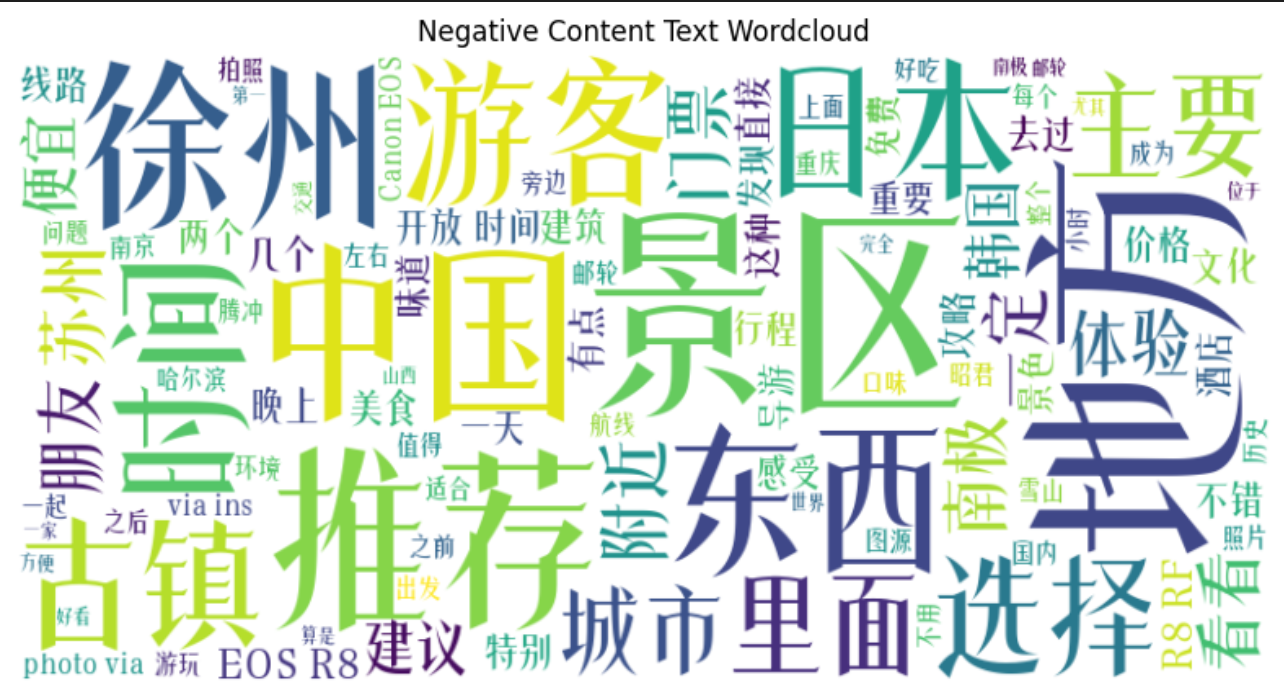 Negative Content Text Wordcloud
线路
徐州
拍照
第一
Canon EOS
游客
门票
直接
发现
日本
上面
重庆
好吃
免费
南极 邮轮
每个
尤其
去过
主要
成为
位于
便宜
交通
旁边
重要
韩国
整个
小时
地方
问题
南京
两个
几个
左右
开放 时间
建筑
这种
景区
完全
价格
文化
苏州
时间
腾冲
中国
味道
邮轮
有点
行程
攻略
一定
体验
酒店
哈尔滨
山西
晚上
美食
一天
航线
导游
口味
昭君
景色
朋友
环境
值得
推荐
适合
附近
东西
感受
世界
南极
雪山
历史
不错
一起
一家
之后
via ins
之前
图源
国内
照片
方便
古镇
好看
出发
城市
里面
不用
选择
R8 RF
看看
photo via
游玩
算是
EOS R8
建议
特别